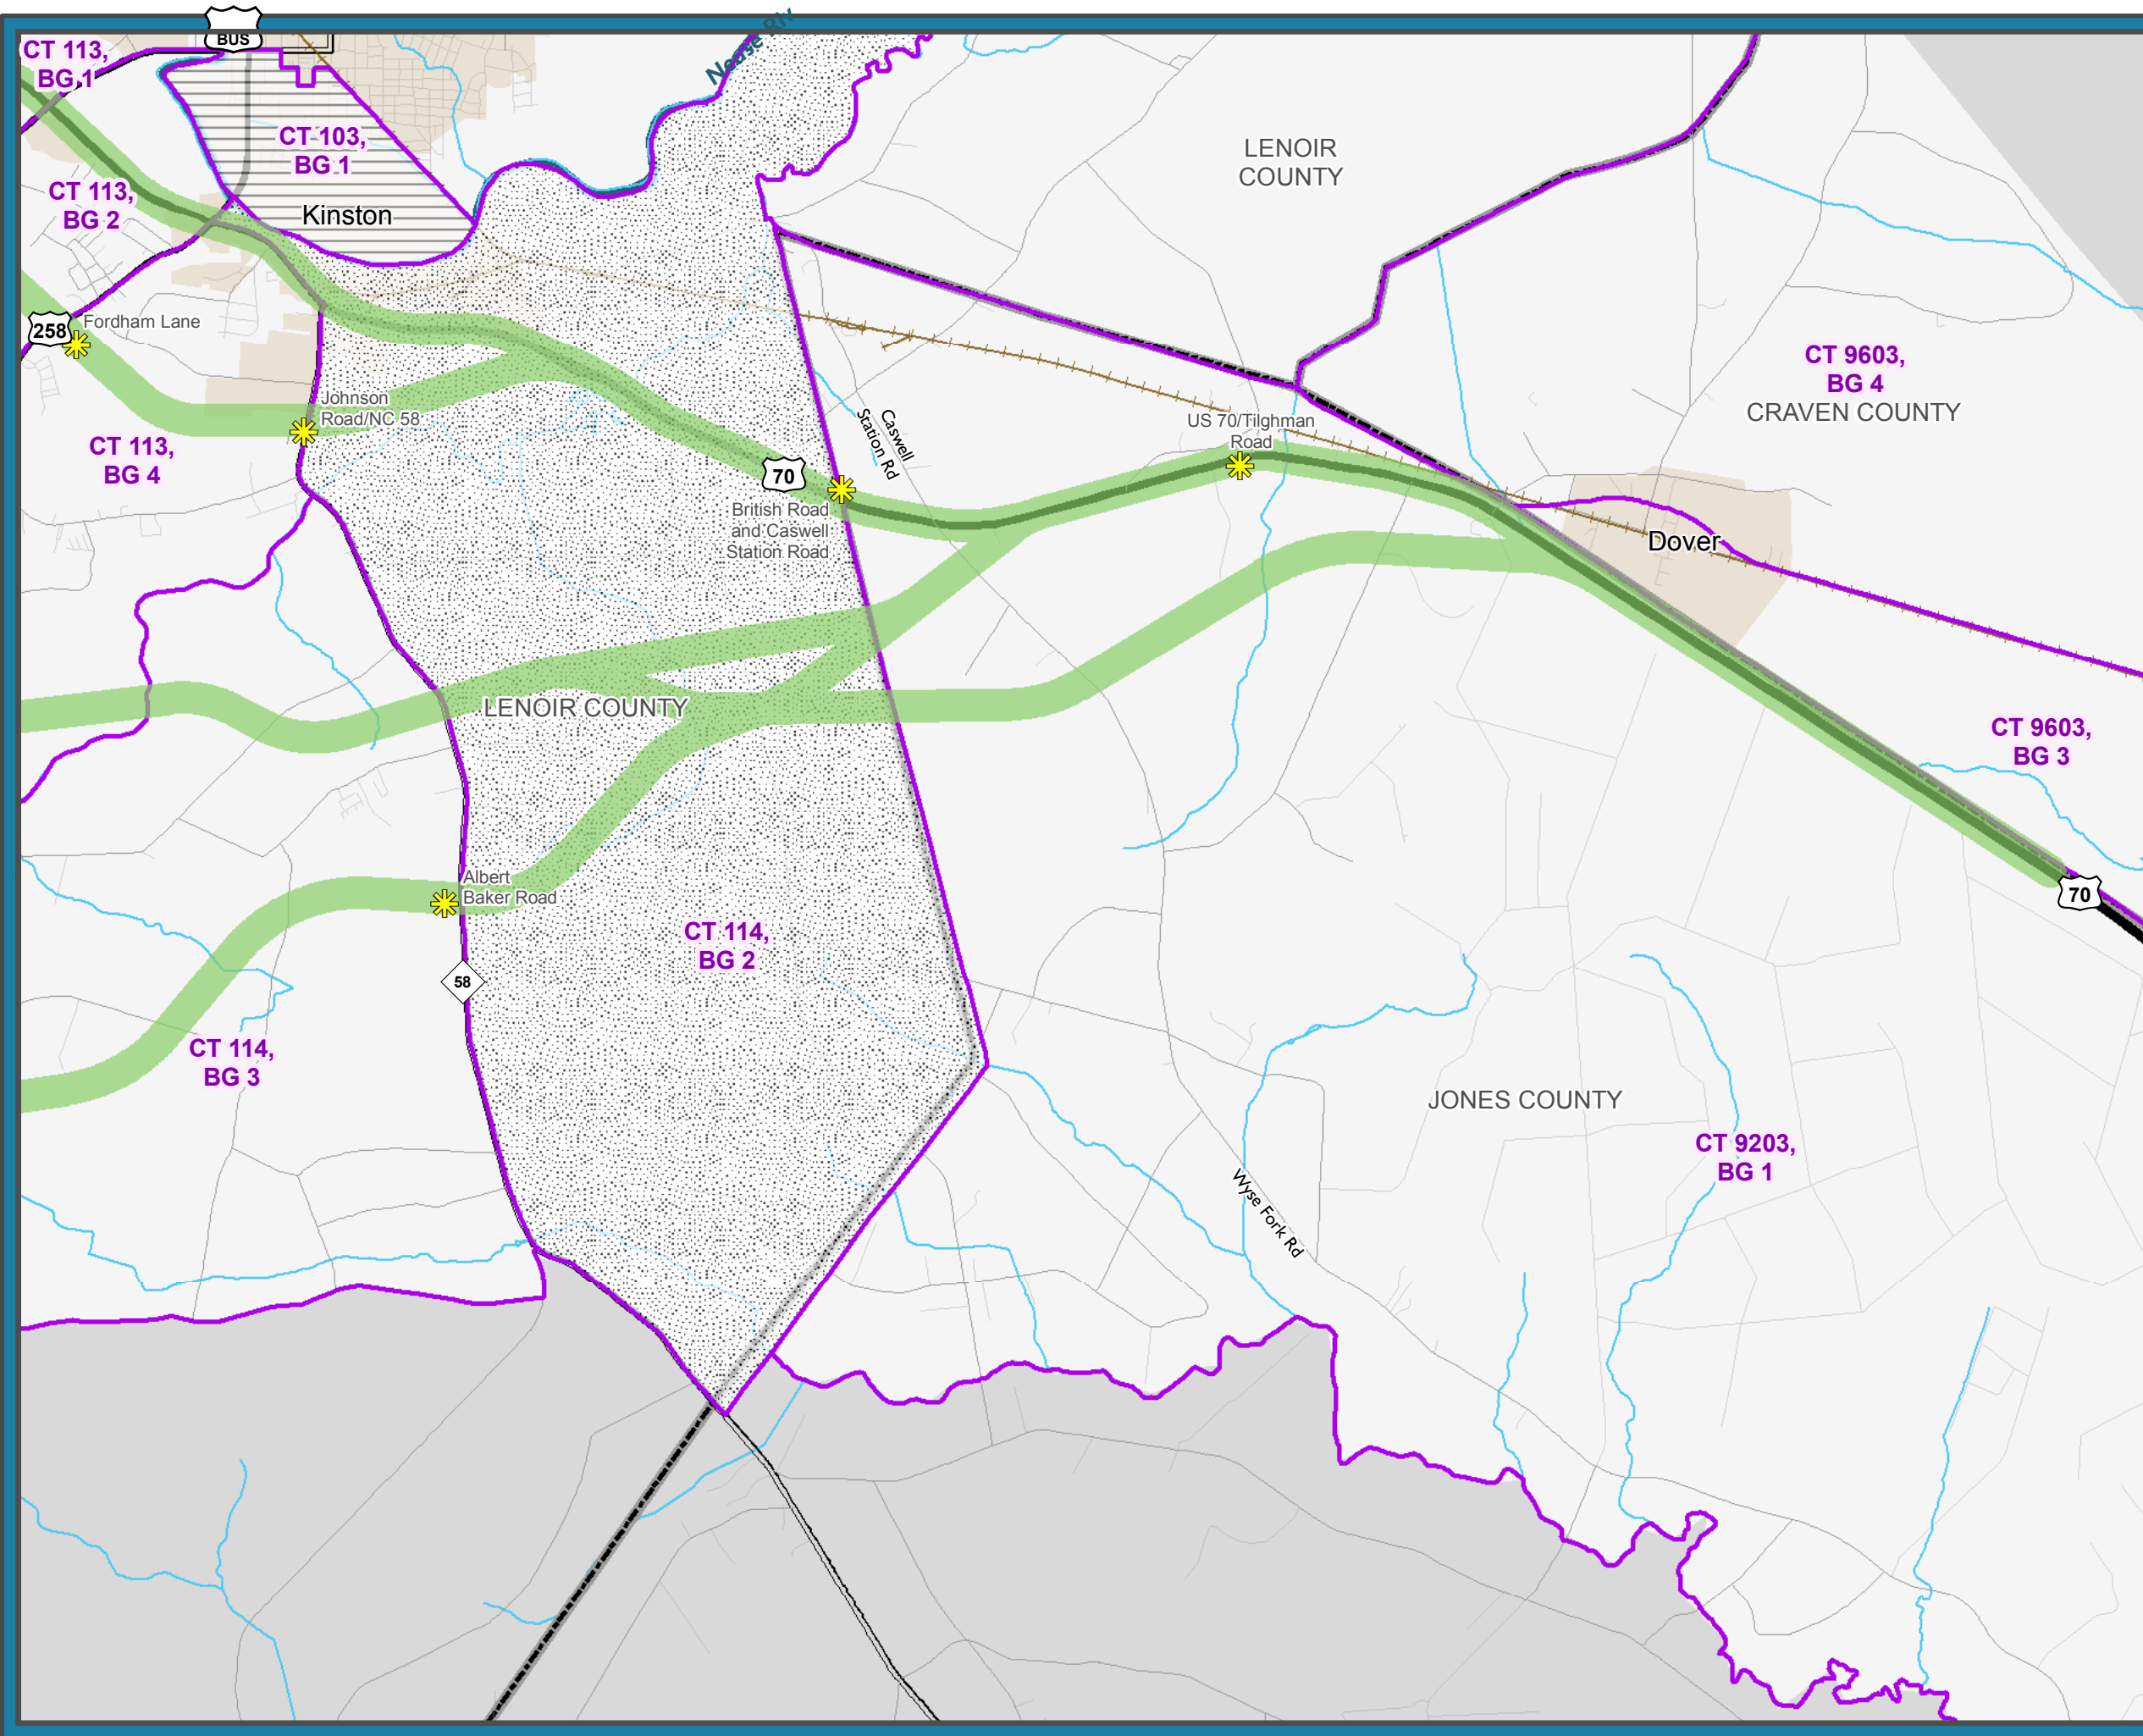 BUS
Neuse Riv
CT 113,
BG 1
CT 103,
BG 1
LENOIR
COUNTY
CT 113,
BG 2
Kinston
258
Fordham Lane
CT 9603,
BG 4
CRAVEN COUNTY
Johnson
Road/NC 58
Caswell
Station Rd
US 70/Tilghman
Road
CT 113,
BG 4
70
British Road
and Caswell
Station Road
Dover
LENOIR COUNTY
CT 9603,
BG 3
Albert
Baker Road
70
CT 114,
BG 2
58
CT 114,
BG 3
JONES COUNTY
CT 9203,
BG 1
Wyse Fork Rd